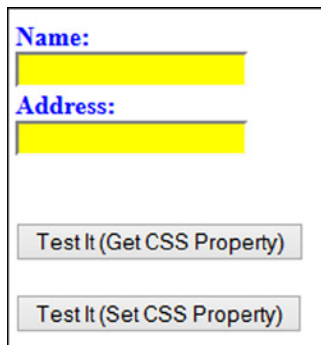 Name:
Address:
Test It (Get CSS Property)
Test It (Set CSS Property)